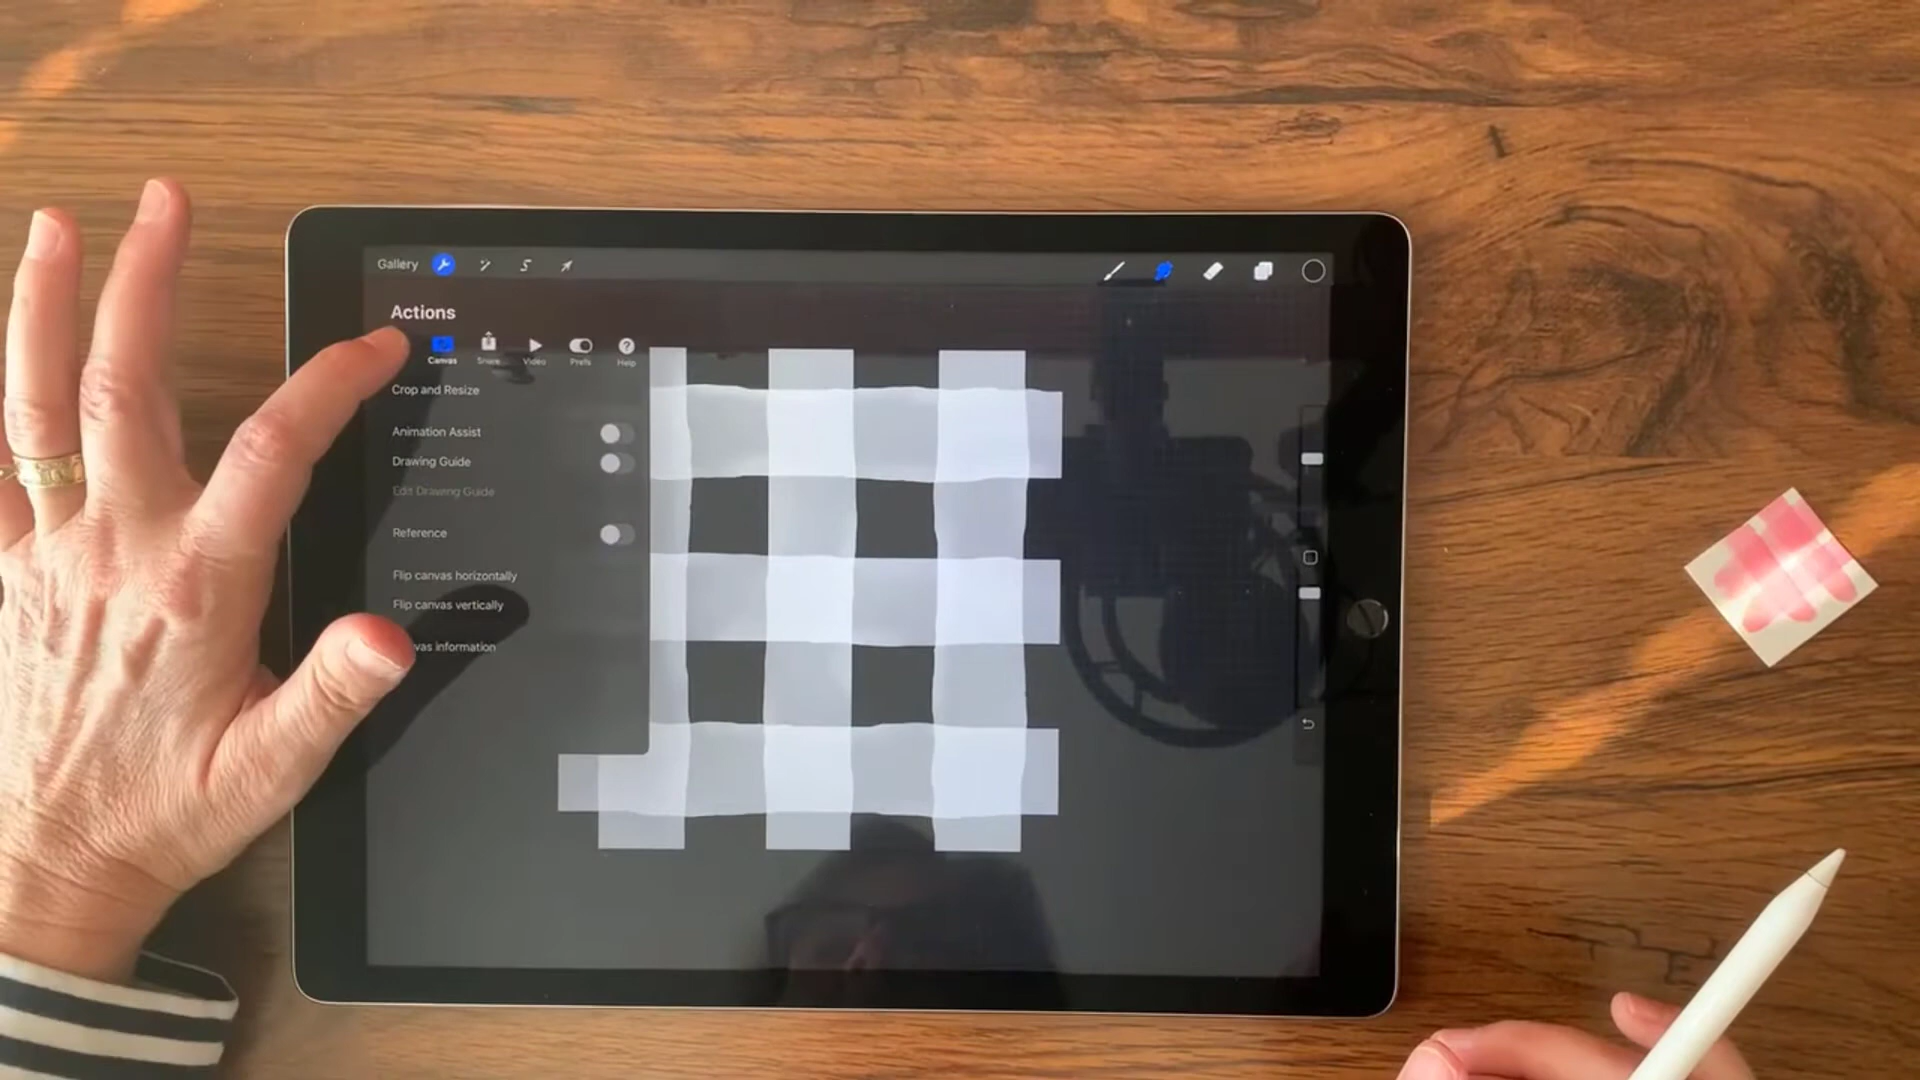 Gallery
Actions
Canvas Share Video Prefs Help
Crop and Resize
Animation Assist
Drawing Guide
Edit Drawing Guide
Reference
Flip canvas horizontally
Flip canvas vertically
vas information